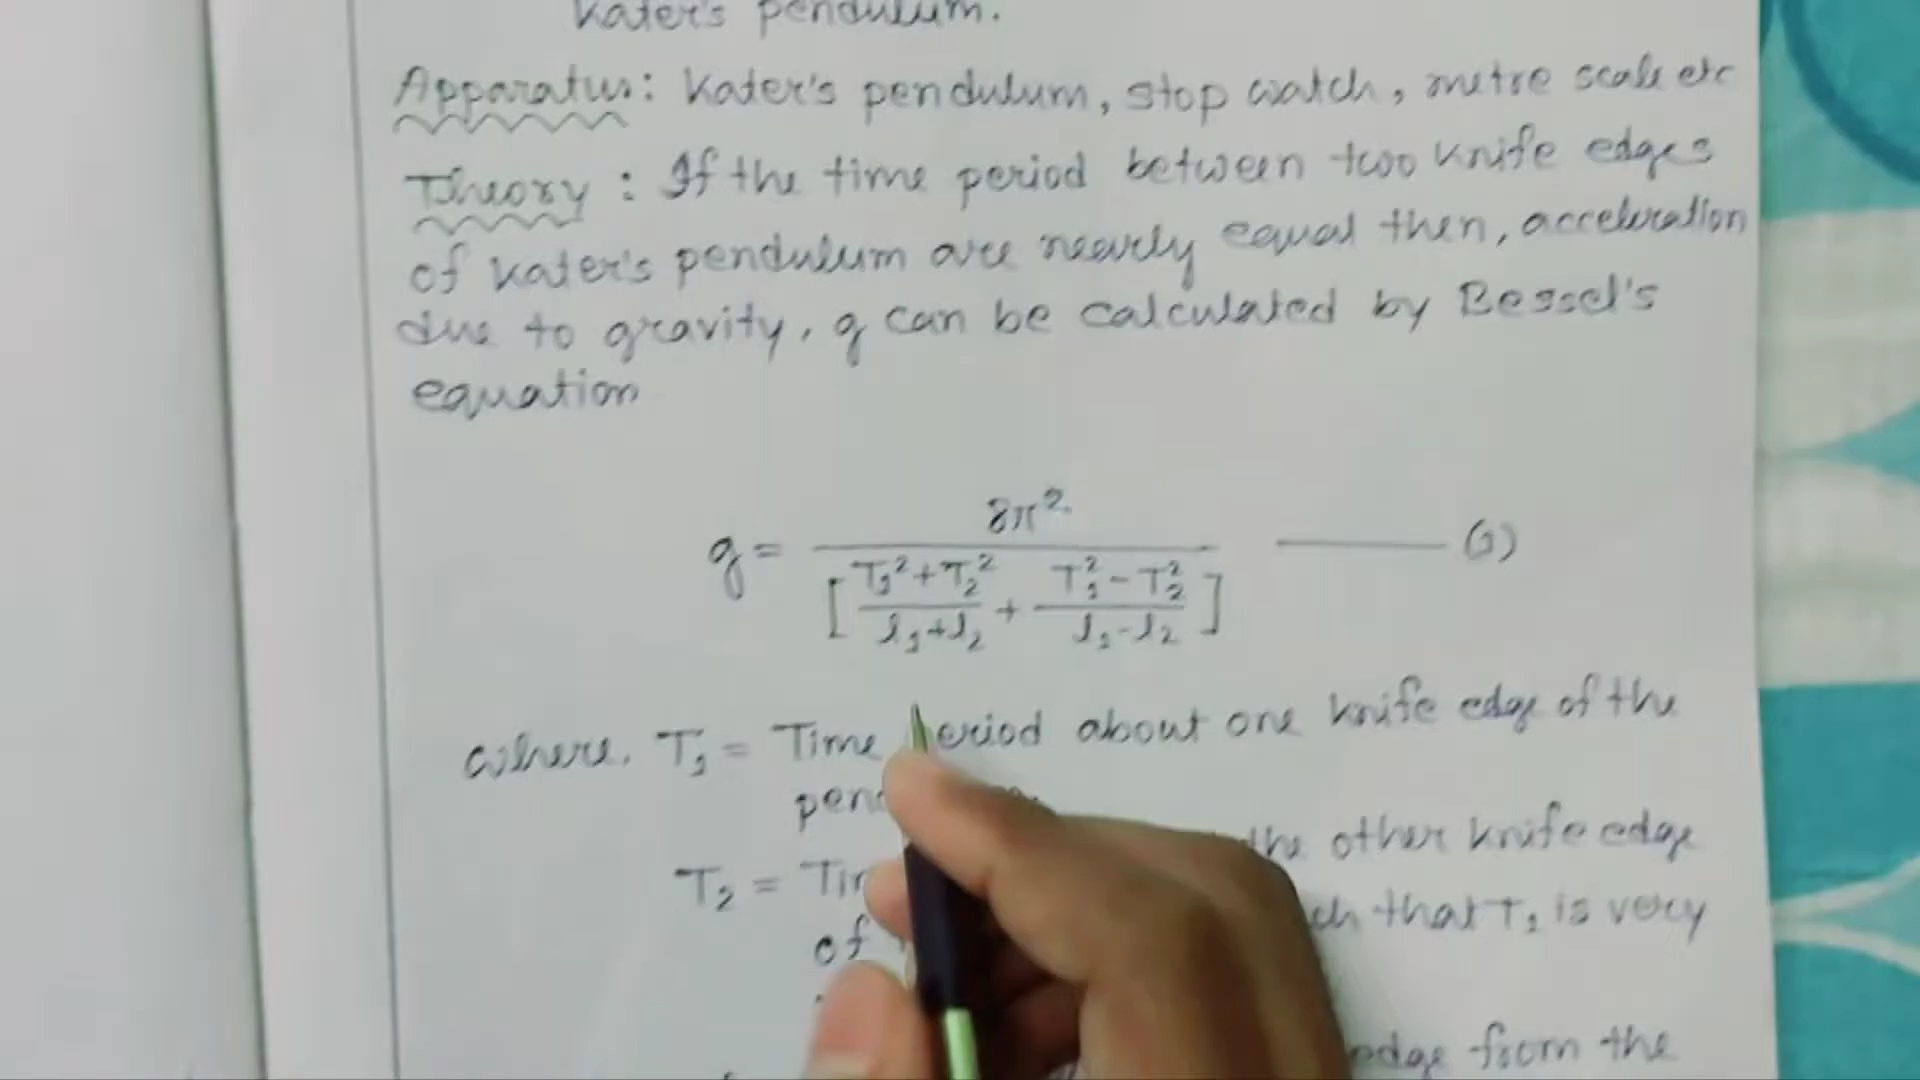 Kater's pendulum.
Apparatus: Kater's pendulum, stop watch, metre scale etc
Theory: If the time period between two knife edges
of Kater's pendulum are nearly equal then, acceleration
due to gravity, g can be calculated by Bessel's
equation
g = 8π² / [ (T₁² + T₂²)/(l₁ + l₂) + (T₁² - T₂²)/(l₁ - l₂) ] ——— (1)
where, T₁ = Time period about one knife edge of the
T₂ = the other knife edge
of that T₁ is very
edge from the